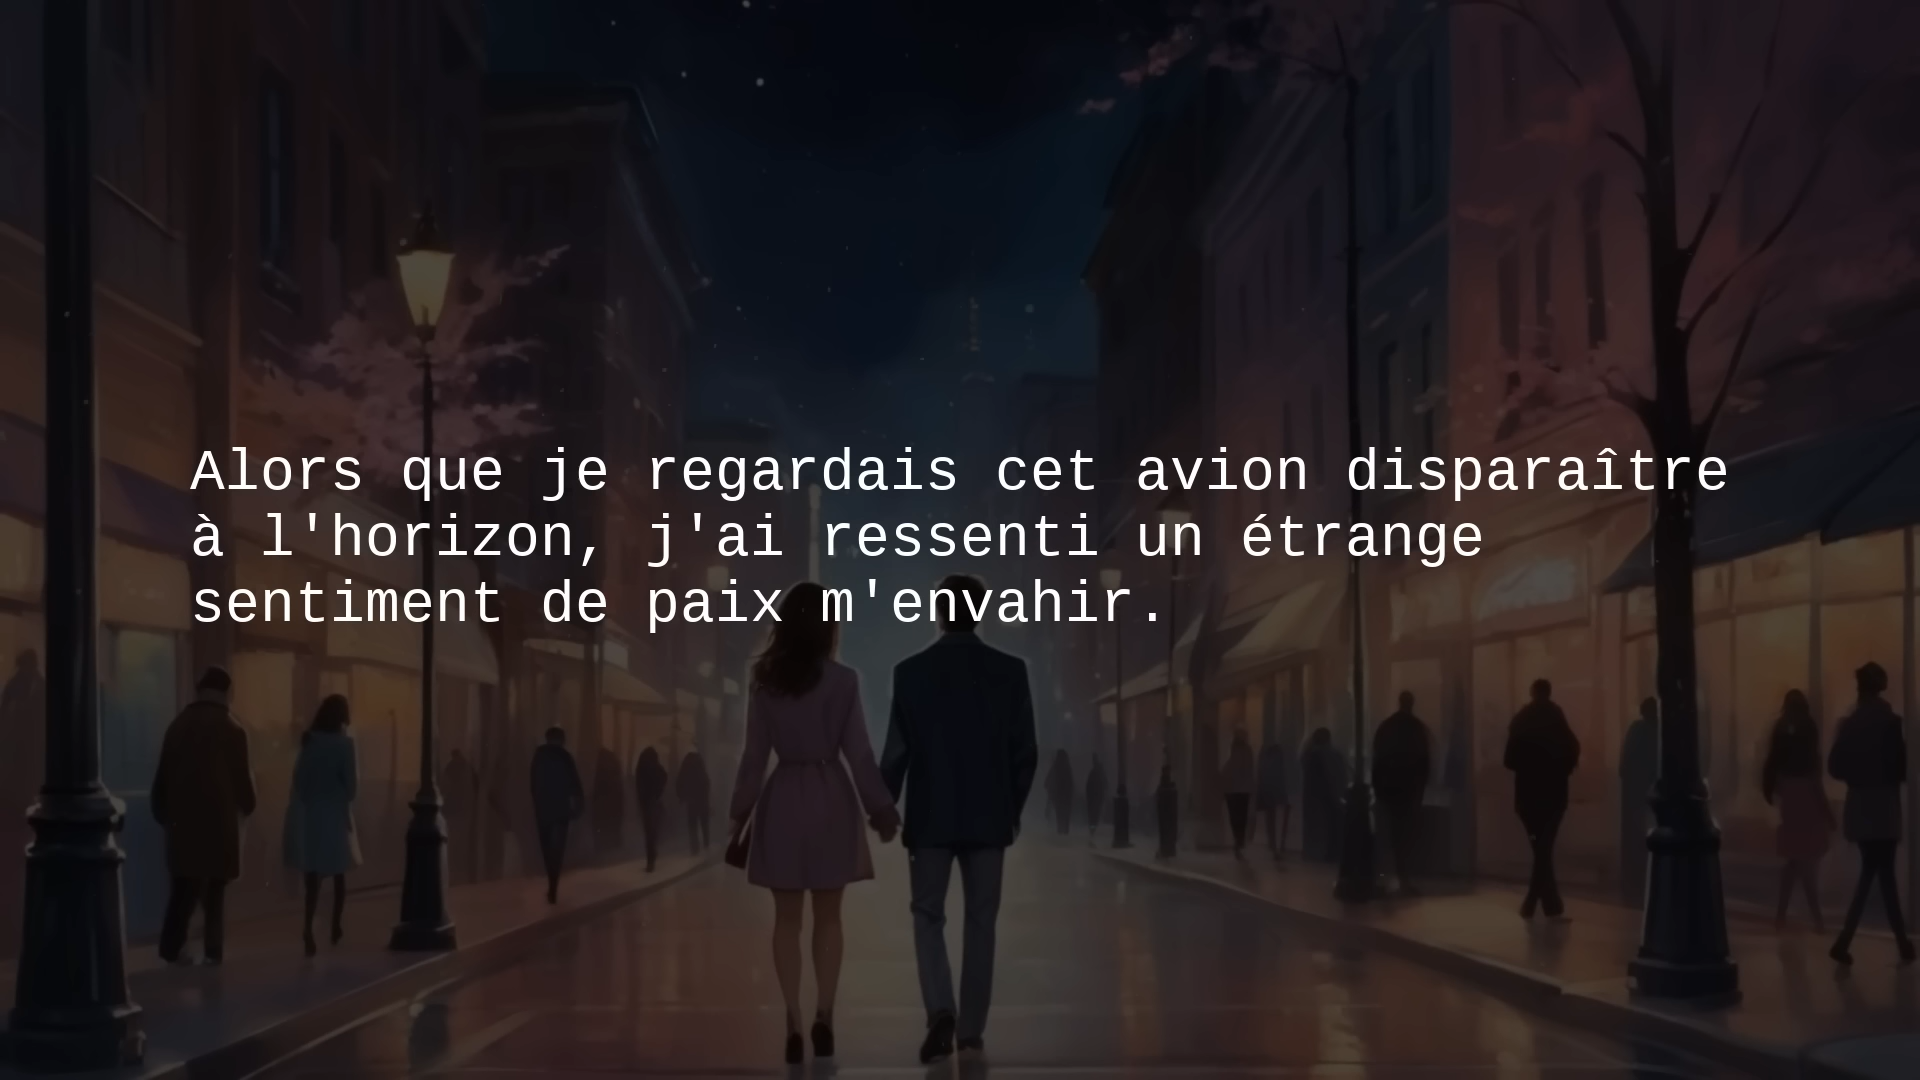 Alors que je regardais cet avion disparaître
à l'horizon, j'ai ressenti un étrange
sentiment de paix m'envahir.